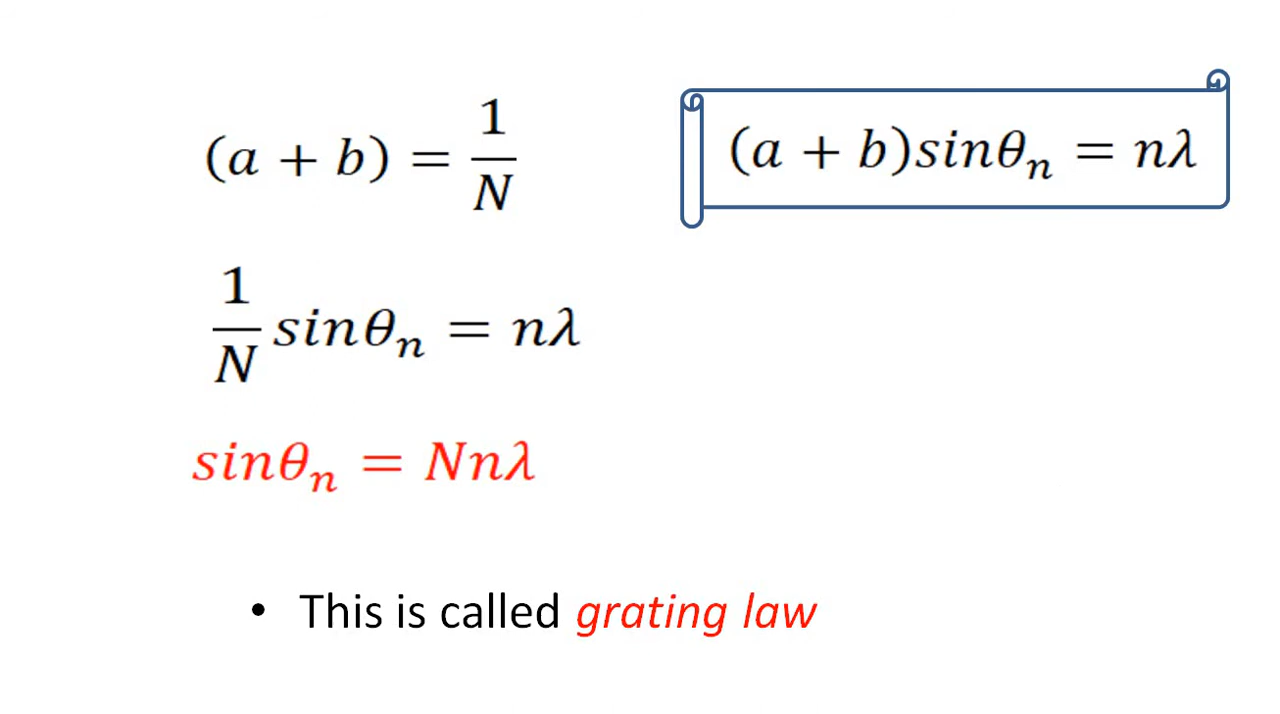 (a + b) = 1/N
(a + b)sinθₙ = nλ
1/N sinθₙ = nλ
sinθₙ = Nnλ
• This is called grating law